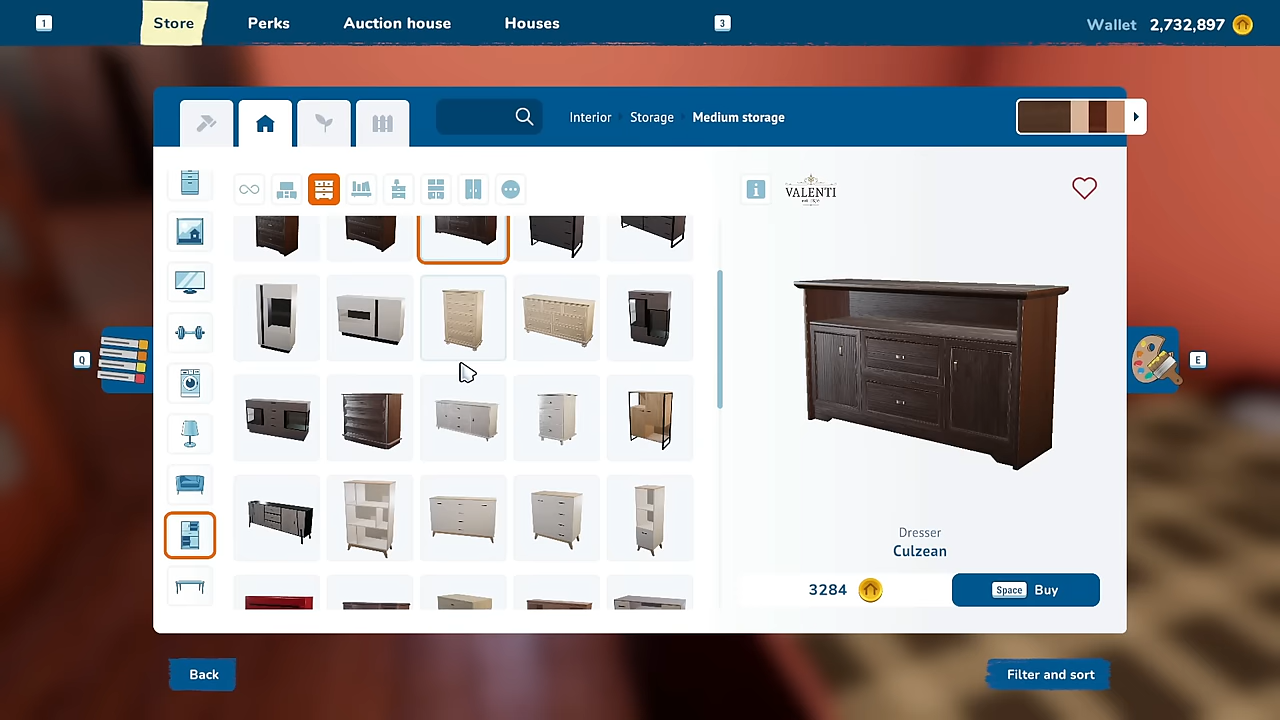 1
Store
Perks
Auction house
Houses
3
Wallet 2,732,897
Interior
Storage
Medium storage
VALENTI
Q
E
Dresser
Culzean
3284
Space Buy
Back
Filter and sort